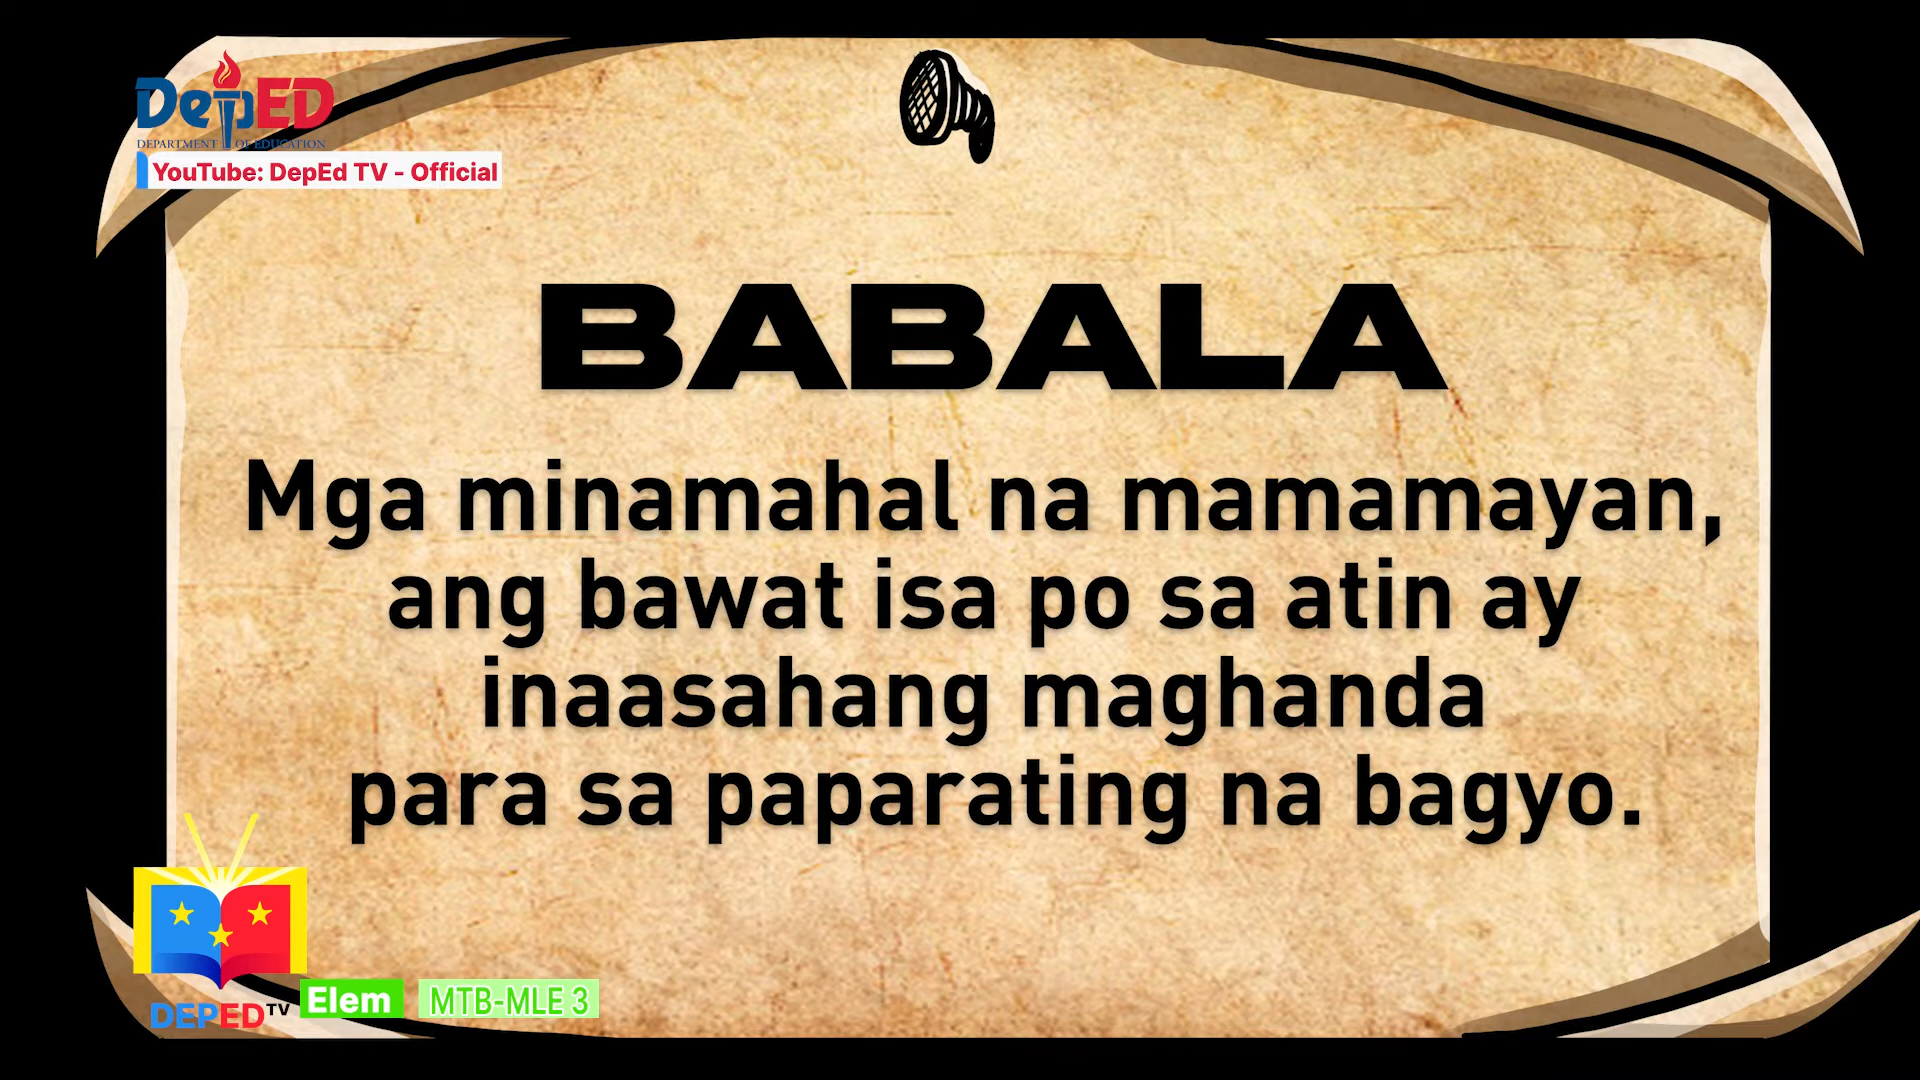 DepED
DEPARTMENT OF EDUCATION
YouTube: DepEd TV - Official
BABALA
Mga minamahal na mamamayan,
ang bawat isa po sa atin ay
inaasahang maghanda
para sa paparating na bagyo.
DEPED TV
Elem MTB-MLE 3